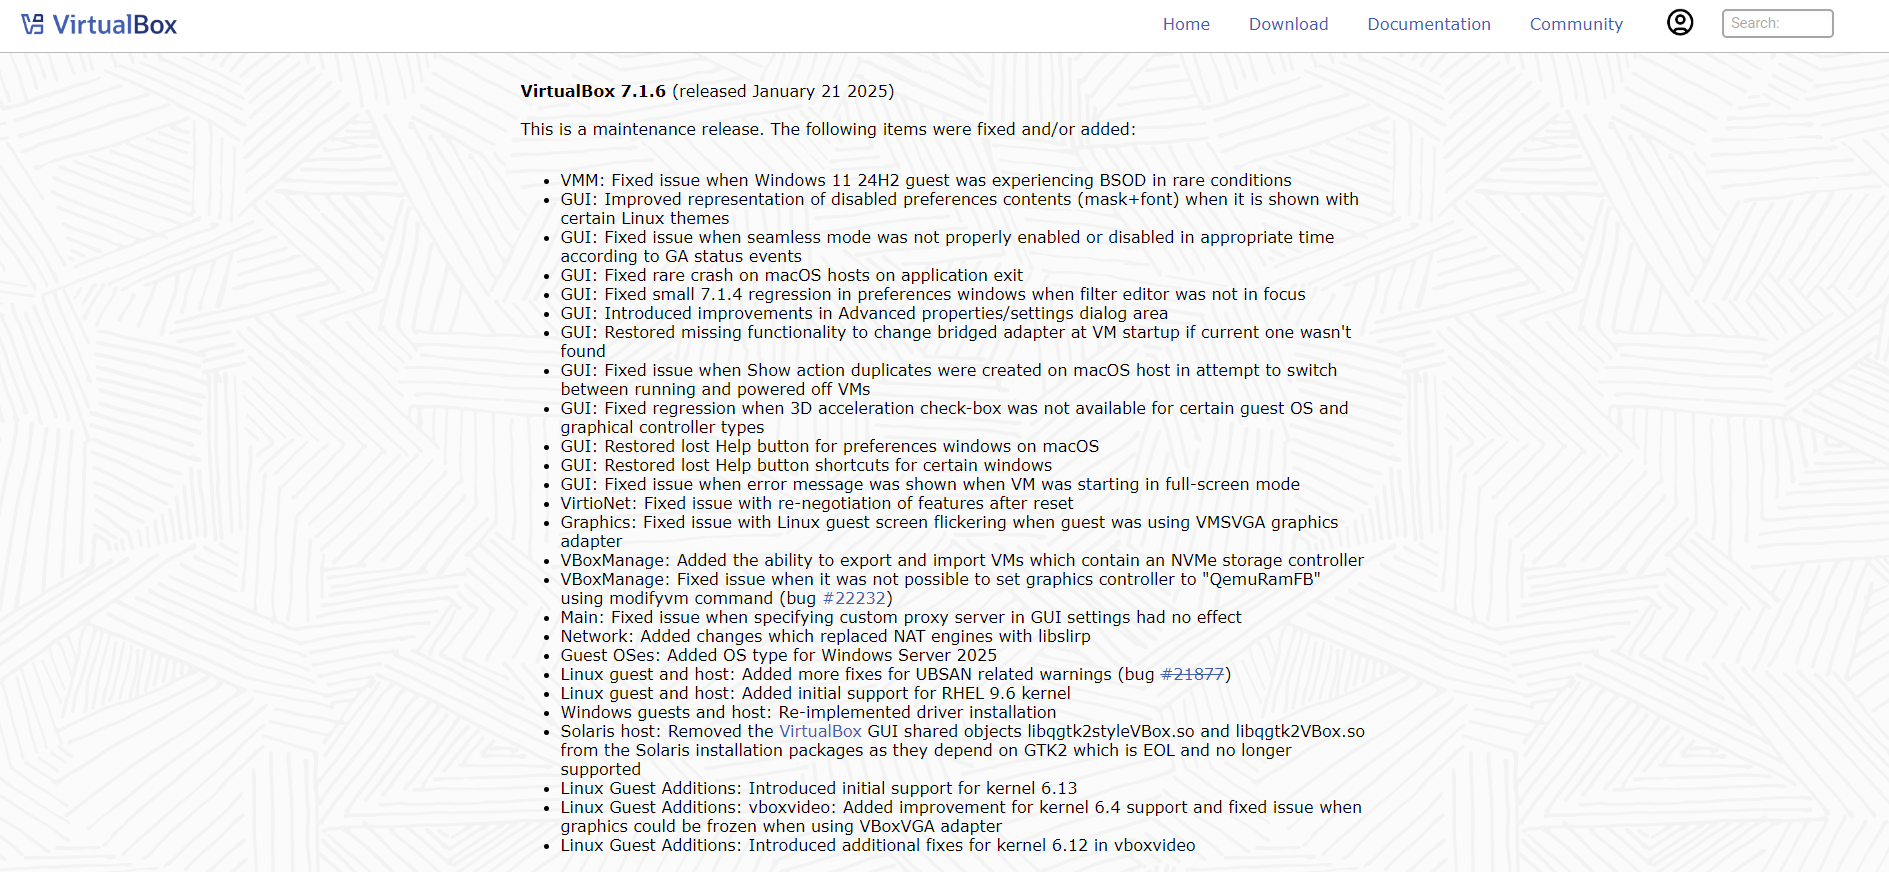 VirtualBox
Home Download Documentation Community Search:
VirtualBox 7.1.6 (released January 21 2025)
This is a maintenance release. The following items were fixed and/or added:
• VMM: Fixed issue when Windows 11 24H2 guest was experiencing BSOD in rare conditions
• GUI: Improved representation of disabled preferences contents (mask+font) when it is shown with
certain Linux themes
• GUI: Fixed issue when seamless mode was not properly enabled or disabled in appropriate time
according to GA status events
• GUI: Fixed rare crash on macOS hosts on application exit
• GUI: Fixed small 7.1.4 regression in preferences windows when filter editor was not in focus
• GUI: Introduced improvements in Advanced properties/settings dialog area
• GUI: Restored missing functionality to change bridged adapter at VM startup if current one wasn't
found
• GUI: Fixed issue when Show action duplicates were created on macOS host in attempt to switch
between running and powered off VMs
• GUI: Fixed regression when 3D acceleration check-box was not available for certain guest OS and
graphical controller types
• GUI: Restored lost Help button for preferences windows on macOS
• GUI: Restored lost Help button shortcuts for certain windows
• GUI: Fixed issue when error message was shown when VM was starting in full-screen mode
• VirtioNet: Fixed issue with re-negotiation of features after reset
• Graphics: Fixed issue with Linux guest screen flickering when guest was using VMSVGA graphics
adapter
• VBoxManage: Added the ability to export and import VMs which contain an NVMe storage controller
• VBoxManage: Fixed issue when it was not possible to set graphics controller to "QemuRamFB"
using modifyvm command (bug #22232)
• Main: Fixed issue when specifying custom proxy server in GUI settings had no effect
• Network: Added changes which replaced NAT engines with libslirp
• Guest OSes: Added OS type for Windows Server 2025
• Linux guest and host: Added more fixes for UBSAN related warnings (bug #21877)
• Linux guest and host: Added initial support for RHEL 9.6 kernel
• Windows guests and host: Re-implemented driver installation
• Solaris host: Removed the VirtualBox GUI shared objects libqgtk2styleVBox.so and libqgtk2VBox.so
from the Solaris installation packages as they depend on GTK2 which is EOL and no longer
supported
• Linux Guest Additions: Introduced initial support for kernel 6.13
• Linux Guest Additions: vboxvideo: Added improvement for kernel 6.4 support and fixed issue when
graphics could be frozen when using VBoxVGA adapter
• Linux Guest Additions: Introduced additional fixes for kernel 6.12 in vboxvideo